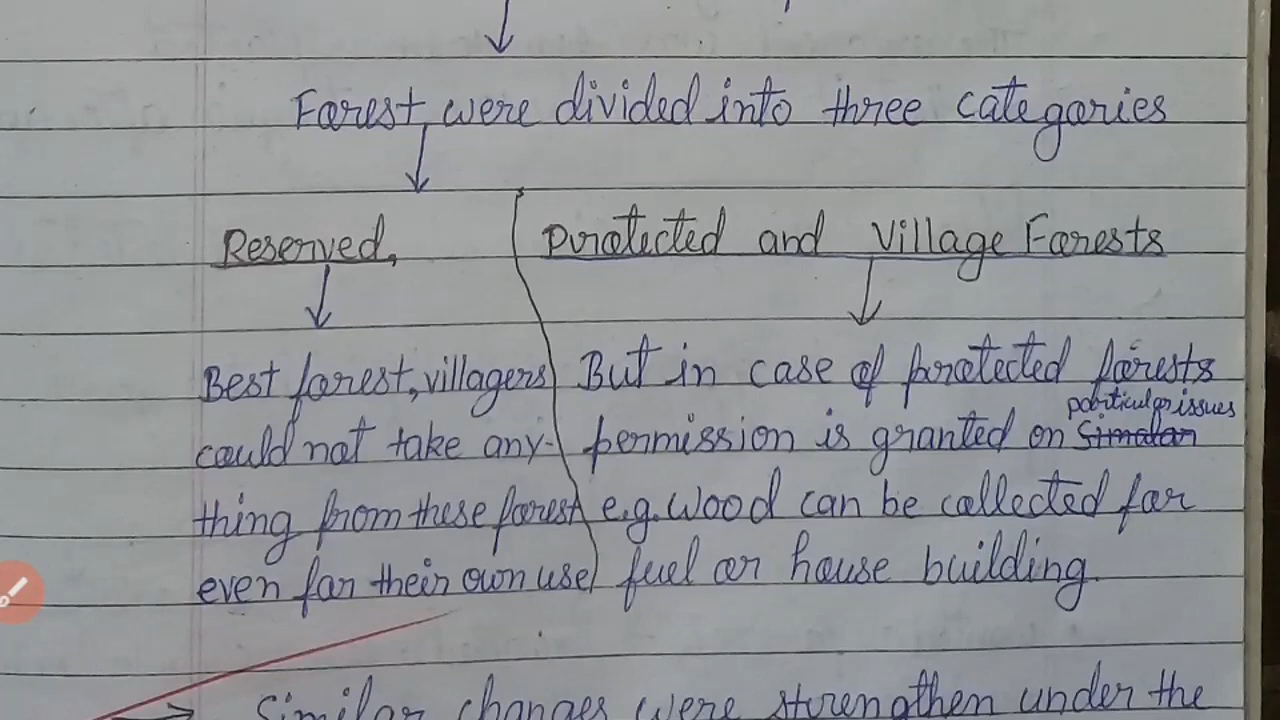 Forest were divided into three categories
Reserved,
Protected and Village Forests
Best forest, villagers
could not take any-
thing from these forest
even for their own use
But in case of protected forests
particular issues
permission is granted on
e.g. wood can be collected for
fuel or house building.
Similar changes were strengthen under the